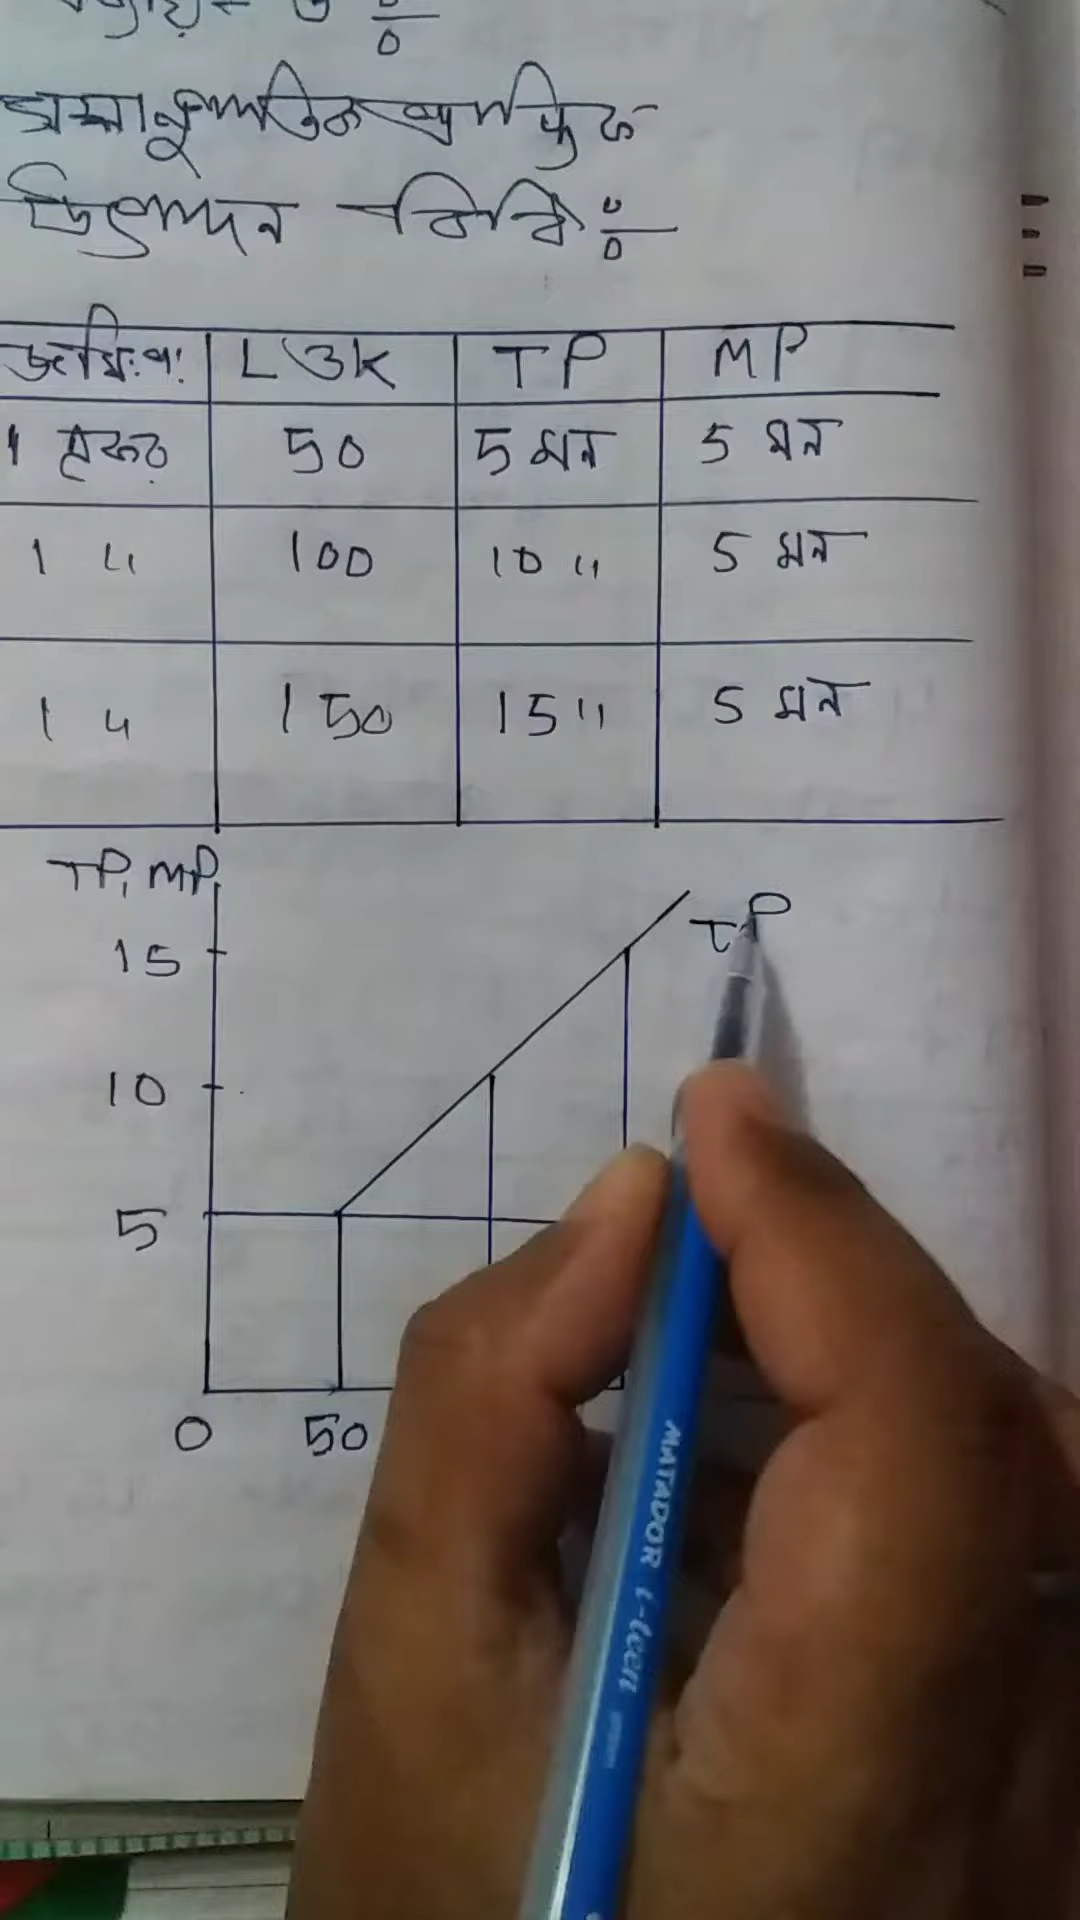 সমানুপাতিক প্রান্তিক
উৎপাদন বিধিঃ
জমিঃপঃ L ও K TP MP
1 একর 50 5 মন 5 মন
1 " 100 10 " 5 মন
1 " 150 15 " 5 মন
TP, MP,
TP
15
10
5
0 50
MATADOR i-teen